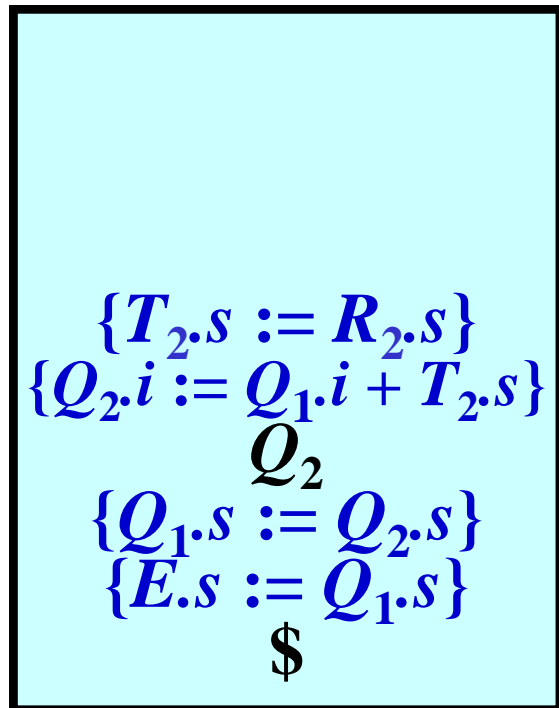 {T₂.s := R₂.s}
{Q₂.i := Q₁.i + T₂.s}
Q₂
{Q₁.s := Q₂.s}
{E.s := Q₁.s}
$